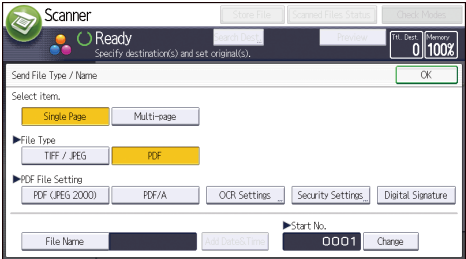 Scanner
Store File
Scanned Files Status
Check Modes
Ready
Search Dest.
Preview
Ttl. Dest.
0
Memory
100%
Specify destination(s) and set original(s).
Send File Type / Name
OK
Select item.
Single Page
Multi-page
►File Type
TIFF / JPEG
PDF
►PDF File Setting
PDF (JPEG 2000)
PDF/A
OCR Settings
Security Settings
Digital Signature
►Start No.
File Name
Add Date&Time
0001
Change